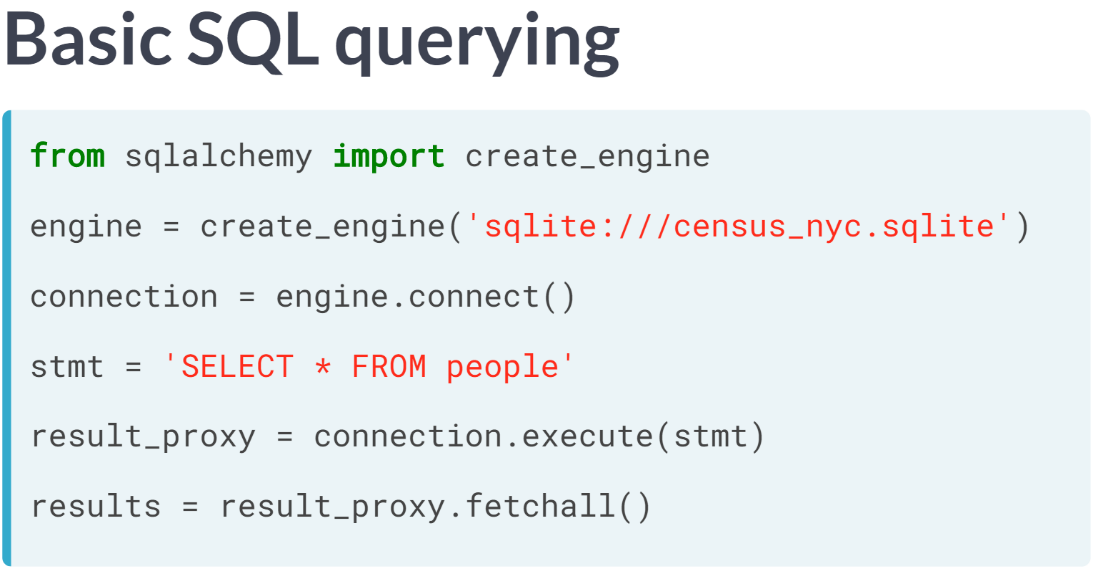 Basic SQL querying
from sqlalchemy import create_engine
engine = create_engine('sqlite:///census_nyc.sqlite')
connection = engine.connect()
stmt = 'SELECT * FROM people'
result_proxy = connection.execute(stmt)
results = result_proxy.fetchall()